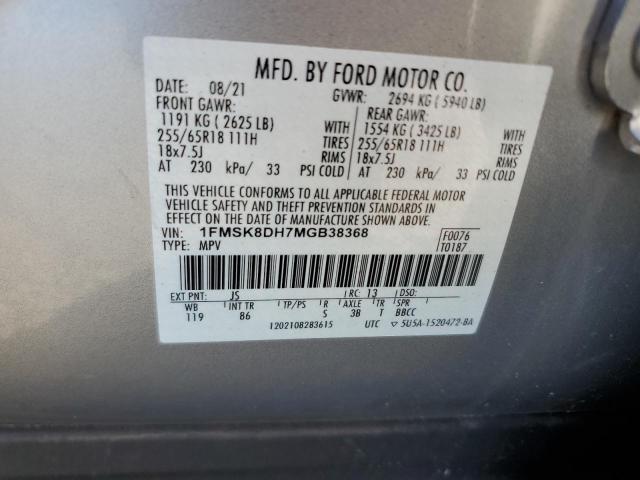 MFD. BY FORD MOTOR CO.
DATE: 08/21 GVWR: 2694 KG ( 5940 LB)
FRONT GAWR: REAR GAWR:
1191 KG ( 2625 LB) WITH 1554 KG ( 3425 LB) WITH
255/65R18 111H TIRES 255/65R18 111H TIRES
18x7.5J RIMS 18x7.5J RIMS
AT 230 kPa/ 33 PSI COLD AT 230 kPa/ 33 PSI COLD
THIS VEHICLE CONFORMS TO ALL APPLICABLE FEDERAL MOTOR
VEHICLE SAFETY AND THEFT PREVENTION STANDARDS IN
EFFECT ON THE DATE OF MANUFACTURE SHOWN ABOVE.
VIN: 1FMSK8DH7MGB38368 F0076
TYPE: MPV T0187
EXT PNT: JS RC: 13 DSO:
WB INT TR TP/PS R AXLE TR SPR
119 86 S 3B T BBCC
1202108283615 UTC ▽ 5U5A-1520472-BA